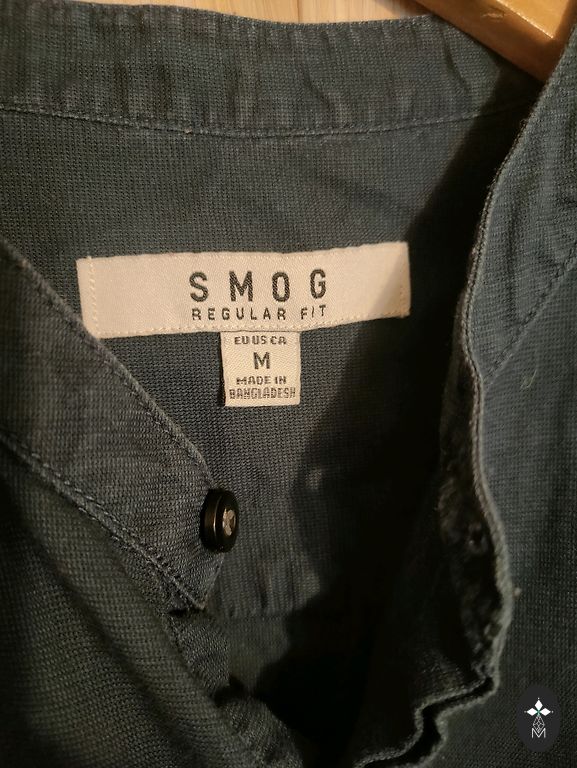 SMOG
REGULAR FIT
EU US CA
M
MADE IN
BANGLADESH
M